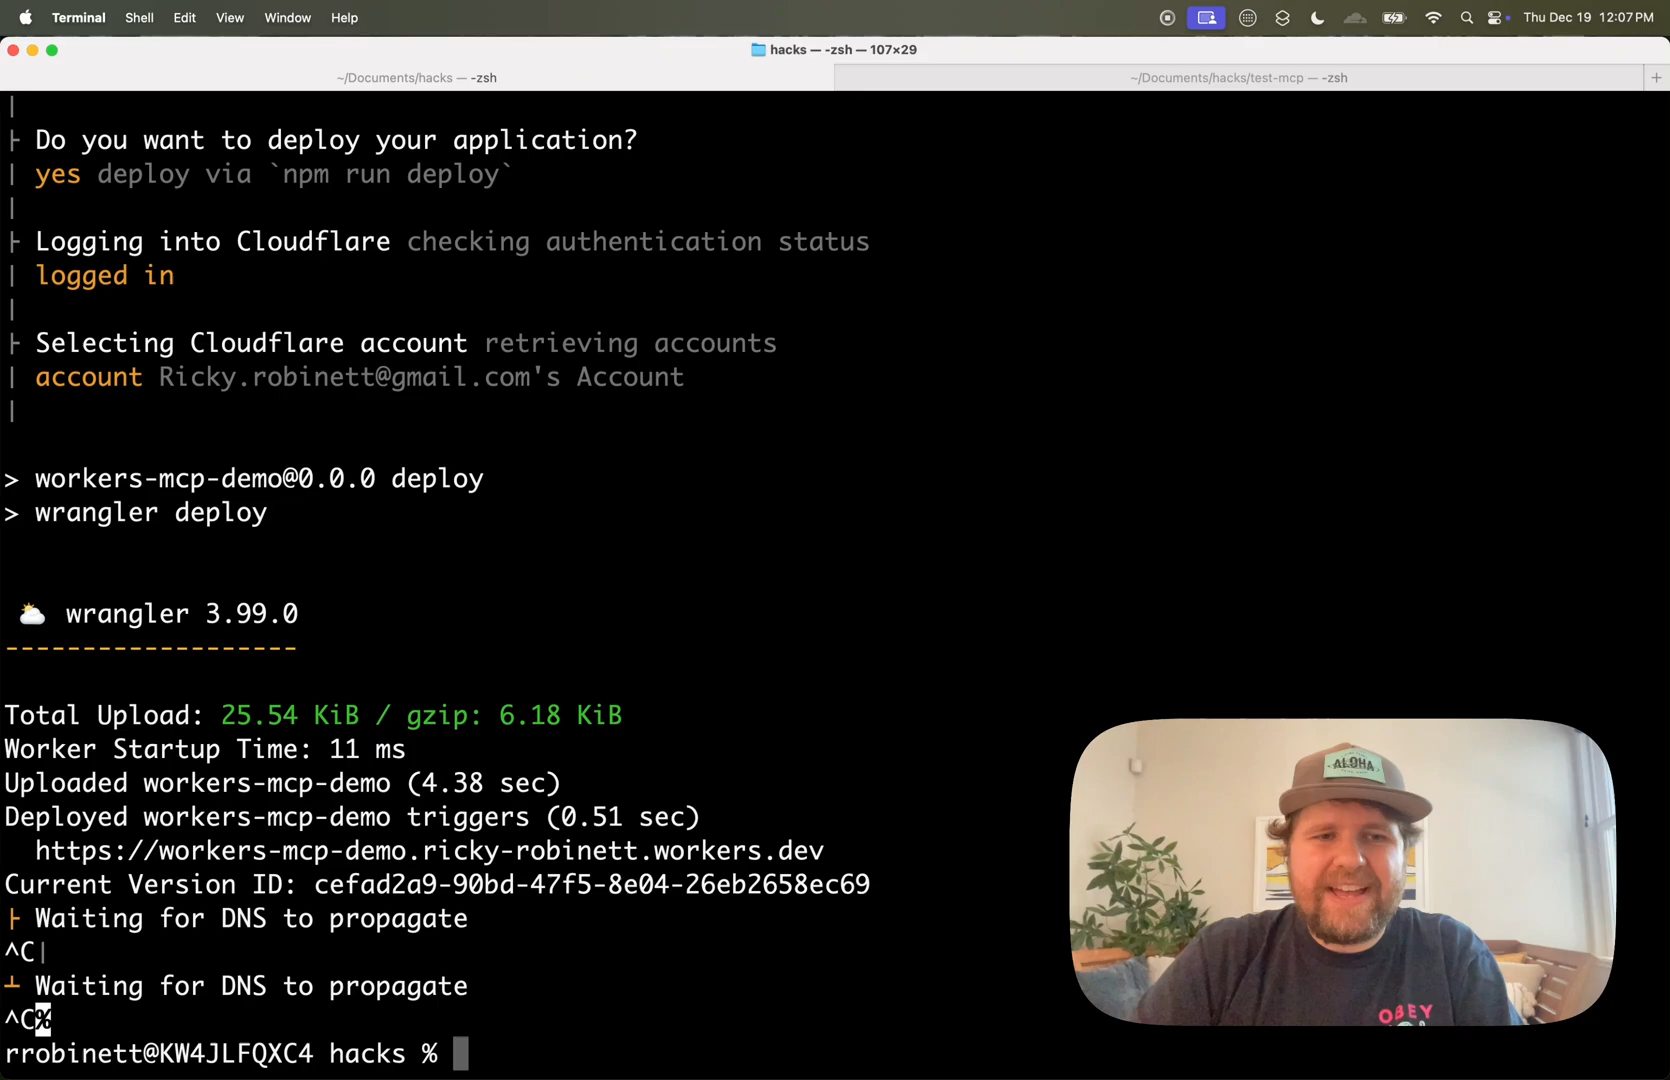 Terminal Shell Edit View Window Help Thu Dec 19 12:07 PM
hacks — -zsh — 107×29
~/Documents/hacks — -zsh ~/Documents/hacks/test-mcp — -zsh +
|
├ Do you want to deploy your application?
| yes deploy via `npm run deploy`
|
├ Logging into Cloudflare checking authentication status
| logged in
|
├ Selecting Cloudflare account retrieving accounts
| account Ricky.robinett@gmail.com's Account
|
> workers-mcp-demo@0.0.0 deploy
> wrangler deploy
⛅️ wrangler 3.99.0
-------------------
Total Upload: 25.54 KiB / gzip: 6.18 KiB
Worker Startup Time: 11 ms
Uploaded workers-mcp-demo (4.38 sec)
Deployed workers-mcp-demo triggers (0.51 sec)
https://workers-mcp-demo.ricky-robinett.workers.dev
Current Version ID: cefad2a9-90bd-47f5-8e04-26eb2658ec69
├ Waiting for DNS to propagate
^C|
┴ Waiting for DNS to propagate
^C%
rrobinett@KW4JLFQXC4 hacks %
ALOHA
OBEY